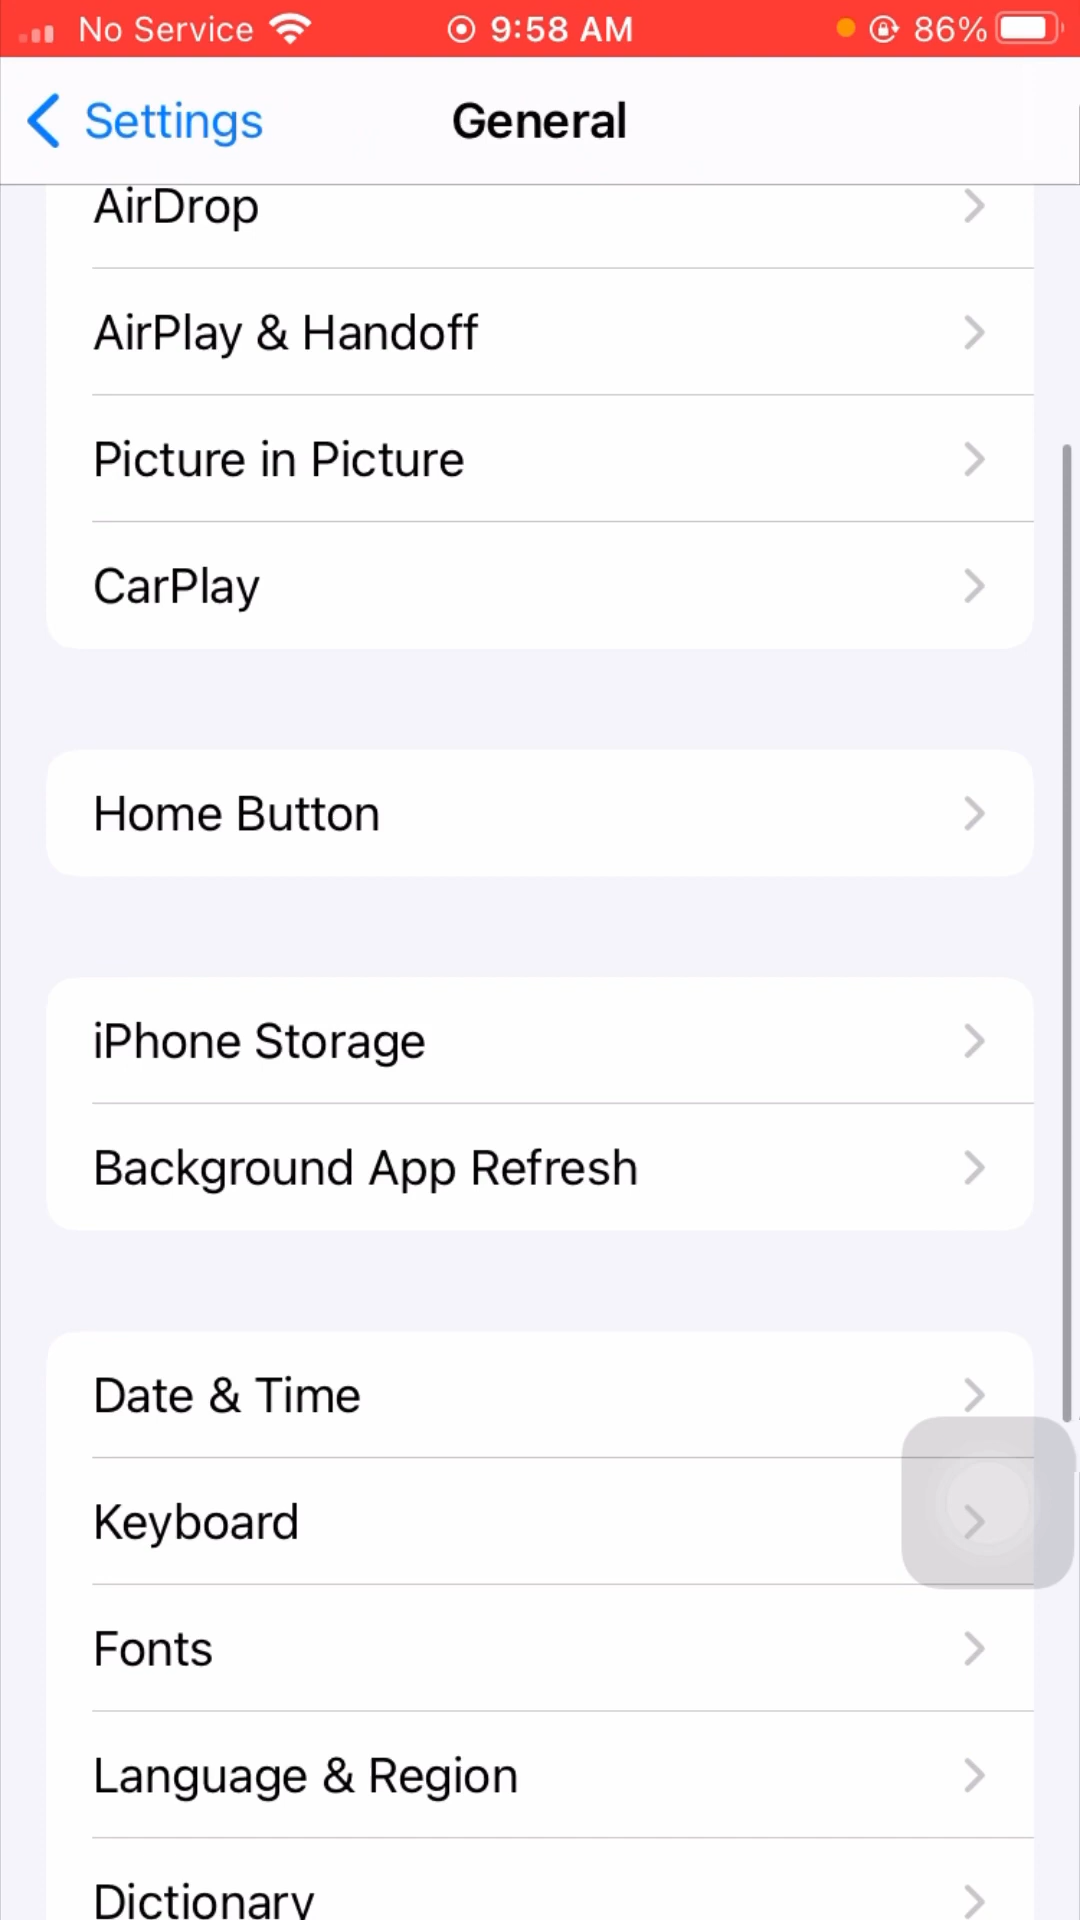 No Service 9:58 AM 86%
Settings General
AirDrop
AirPlay & Handoff
Picture in Picture
CarPlay
Home Button
iPhone Storage
Background App Refresh
Date & Time
Keyboard
Fonts
Language & Region
Dictionary